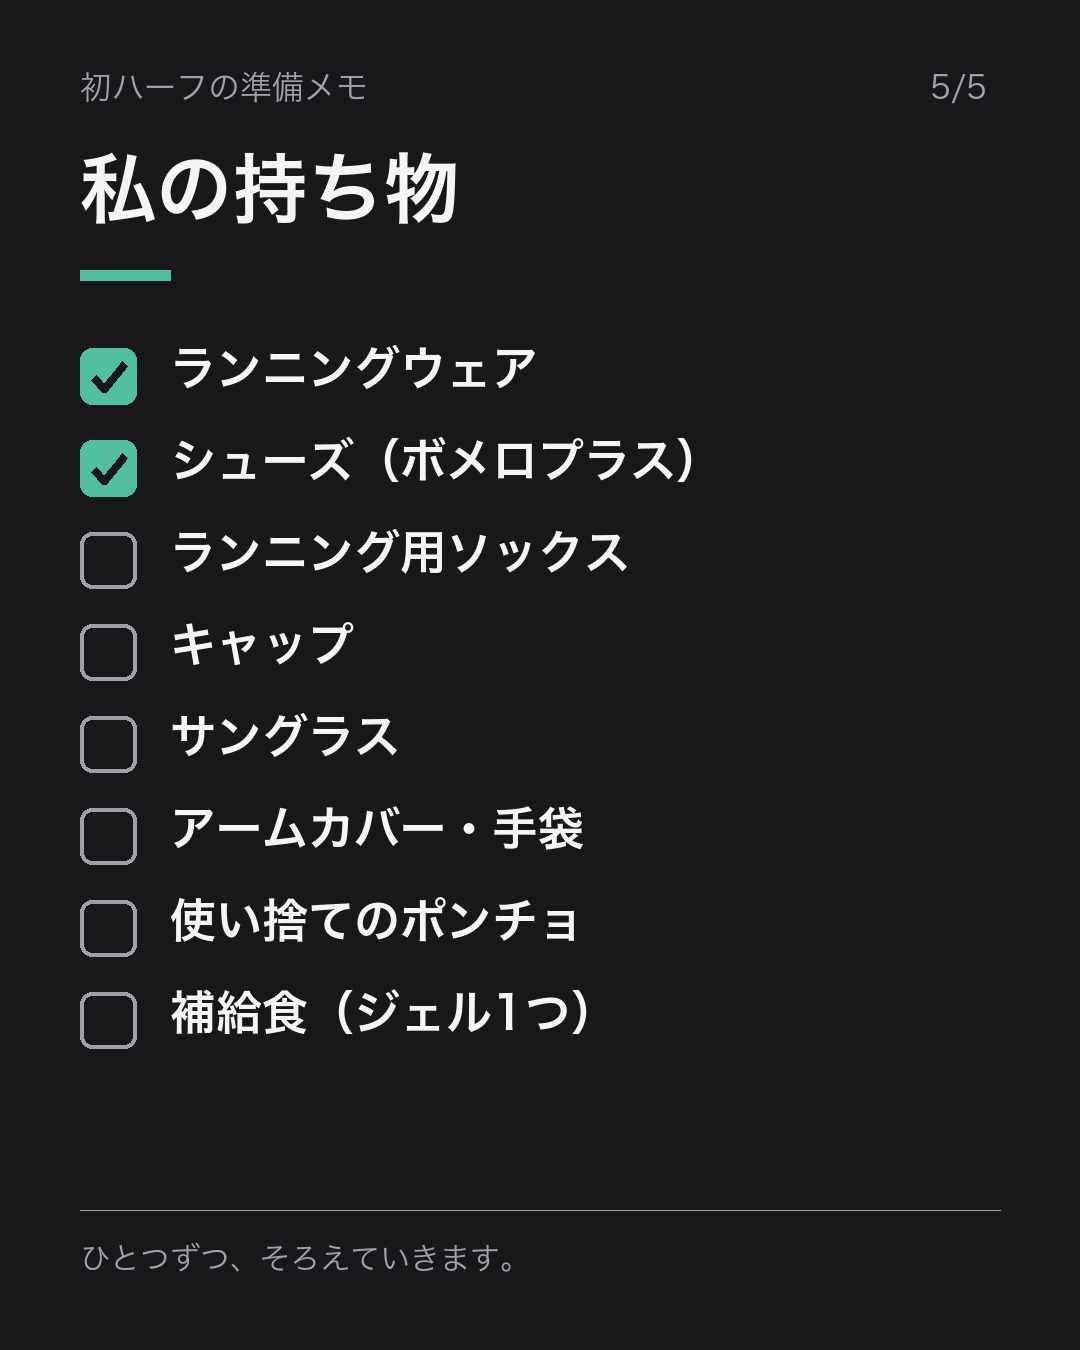 初ハーフの準備メモ
5/5
私の持ち物
ランニングウェア
シューズ（ボメロプラス）
ランニング用ソックス
キャップ
サングラス
アームカバー・手袋
使い捨てのポンチョ
補給食（ジェル1つ）
ひとつずつ、そろえていきます。